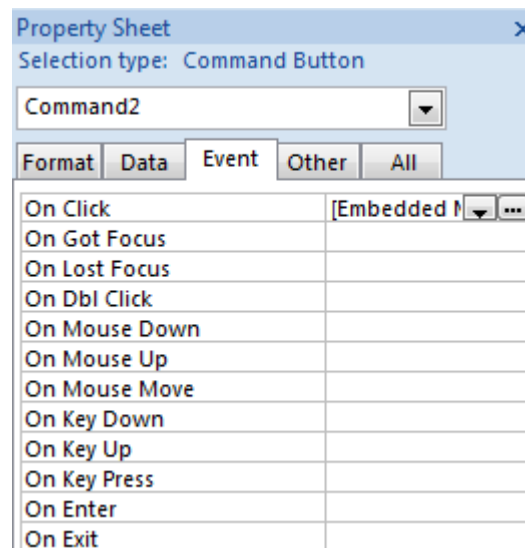 Property Sheet
Selection type: Command Button
Command2
Format Data Event Other All
On Click [Embedded
On Got Focus
On Lost Focus
On Dbl Click
On Mouse Down
On Mouse Up
On Mouse Move
On Key Down
On Key Up
On Key Press
On Enter
On Exit